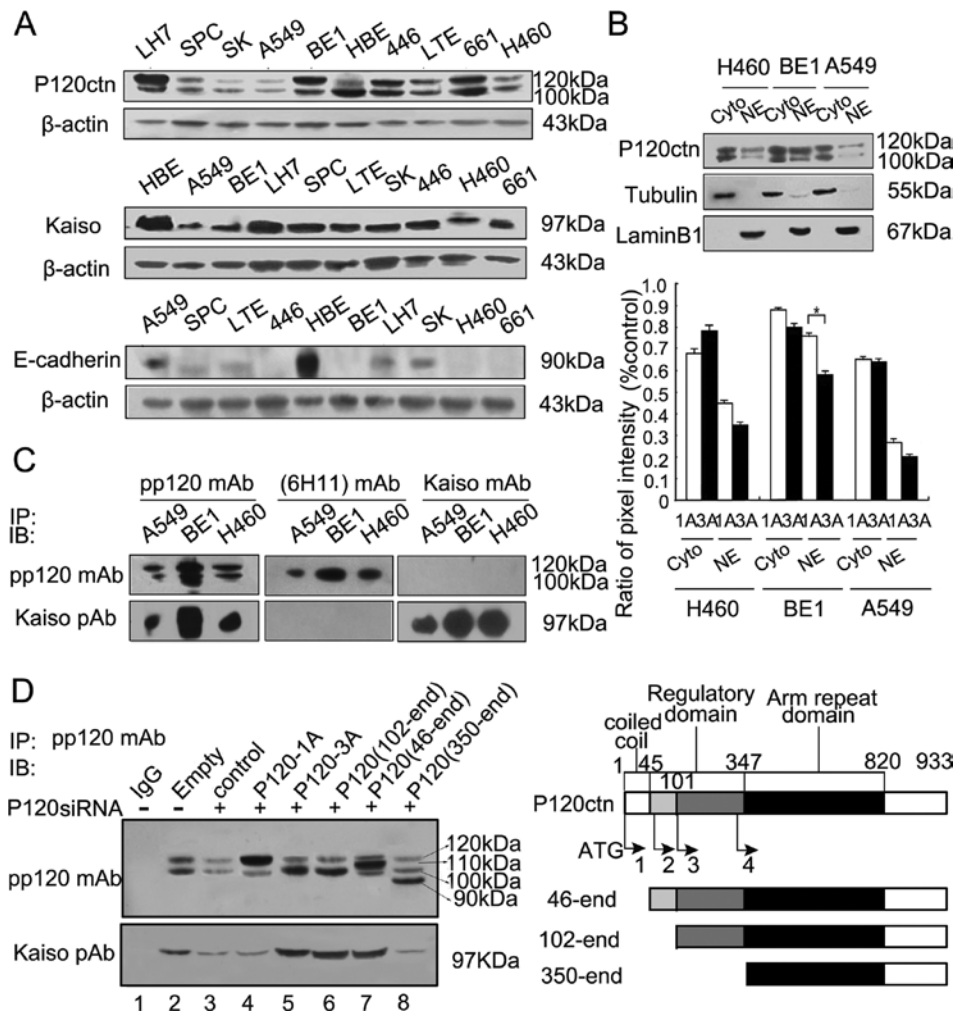 A
LH7 SPC SK A549 BE1 HBE 446 LTE 661 H460
P120ctn 120kDa
100kDa
β-actin 43kDa
HBE A549 BE1 LH7 SPC LTE SK 446 H460 661
Kaiso 97kDa
β-actin 43kDa
A549 SPC LTE 446 HBE BE1 LH7 SK H460 661
E-cadherin 90kDa
β-actin 43kDa
B
H460 BE1 A549
Cyto NE Cyto NE Cyto NE
P120ctn 120kDa
100kDa
Tubulin 55kDa
LaminB1 67kDa
Ratio of pixel intensity (%control)
1.0
0.9
0.8
0.7
0.6
0.5
0.4
0.3
0.2
0.1
*
1A3A1A3A 1A3A1A3A 1A3A1A3A
Cyto NE Cyto NE Cyto NE
H460 BE1 A549
C
pp120 mAb (6H11) mAb Kaiso mAb
IP:
IB:
A549 BE1 H460 A549 BE1 H460 A549 BE1 H460
pp120 mAb 120kDa
100kDa
Kaiso pAb 97kDa
D
IP: pp120 mAb
IB:
IgG Empty control P120-1A P120-3A P120(102-end) P120(46-end) P120(350-end)
P120siRNA - - + + + + + +
pp120 mAb
120kDa
110kDa
100kDa
90kDa
Kaiso pAb 97KDa
1 2 3 4 5 6 7 8
Regulatory domain
Arm repeat domain
coiled coil
1 45 101 347 820 933
P120ctn
ATG 1 2 3 4
46-end
102-end
350-end